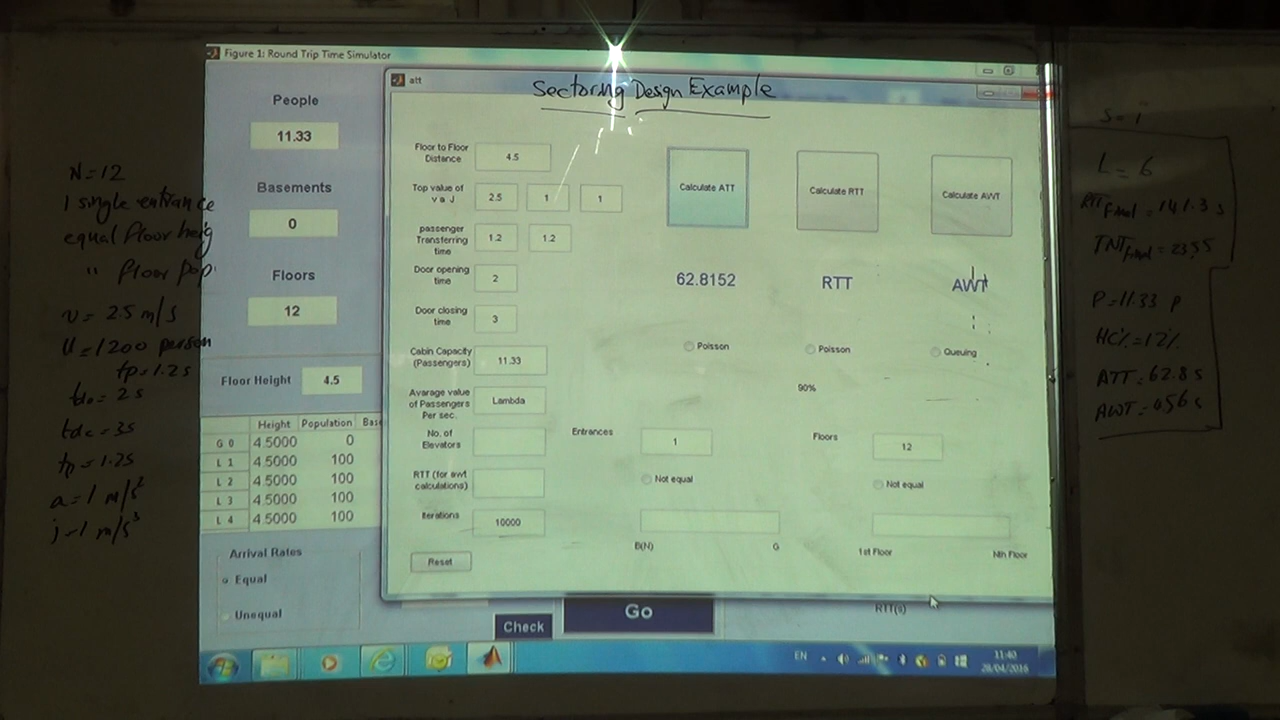 Figure 1: Round Trip Time Simulator
att
Sectoring Design Example
People
11.33
Basements
0
Floors
12
Floor Height 4.5
Height Population Bas
G 0 4.5000 0
L 1 4.5000 100
L 2 4.5000 100
L 3 4.5000 100
L 4 4.5000 100
Arrival Rates
Equal
Unequal
Floor to Floor
Distance
4.5
Top value of
v a J
2.5 1 1
passenger
Transferring
time
1.2 1.2
Door opening
time
2
Door closing
time
3
Cabin Capacity
(Passengers)
11.33
Avarage value
of Passengers
Per sec.
Lambda
No. of
Elevators
RTT (for awt
calculations)
Iterations
10000
Reset
Calculate ATT
Calculate RTT
Calculate AWT
62.8152
RTT
AWT
Poisson
Poisson
Queuing
90%
Entrances
1
Floors
12
Not equal
Not equal
B(N) G
1st Floor Nth Floor
Check
Go
RTT(s)
EN
11:40
28/04/2016
N=12
1 single entrance
equal floor heig
" floor pop
v= 2.5 m/s
U=1200 person
tp=1.2s
tdo= 2s
tdc= 3s
tp=1.2s
a=1 m/s²
j=1 m/s³
s=i
L=6
RTT final=141.3 s
TNT final=23.55
P=11.33 P
HC%=12%
ATT=62.8 s